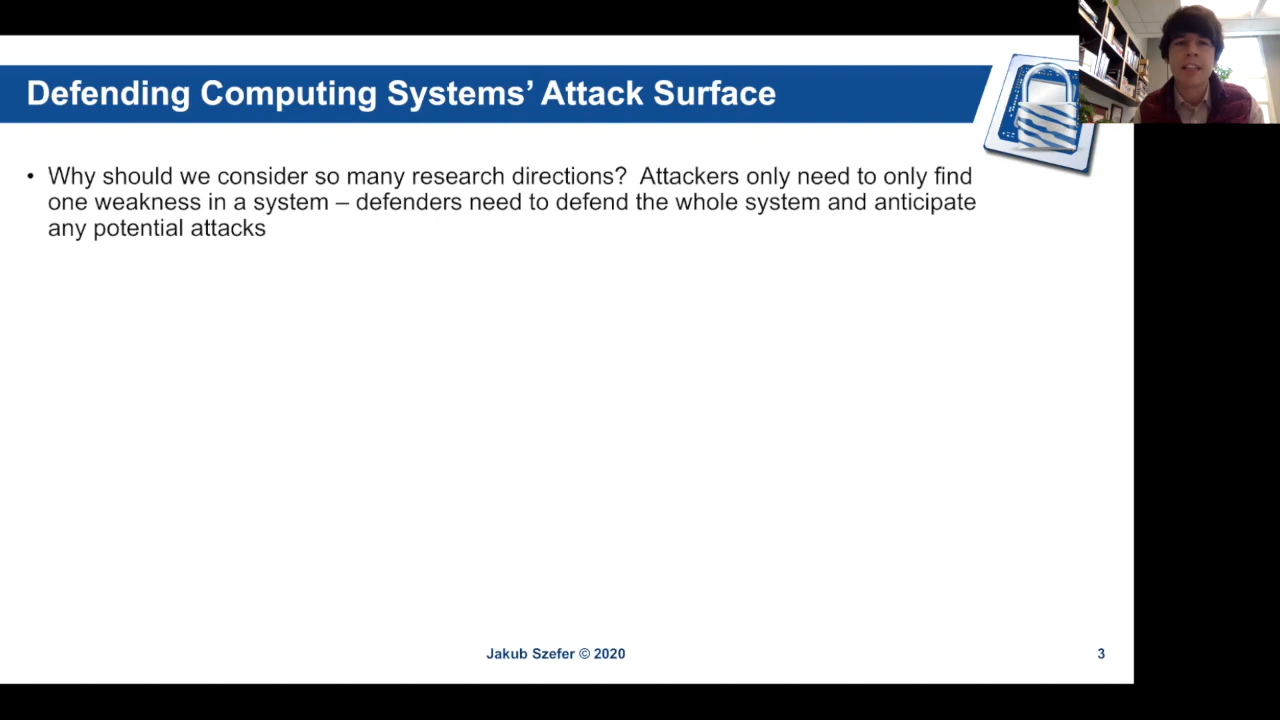 Defending Computing Systems’ Attack Surface
• Why should we consider so many research directions?  Attackers only need to only find
one weakness in a system – defenders need to defend the whole system and anticipate
any potential attacks
Jakub Szefer © 2020
3